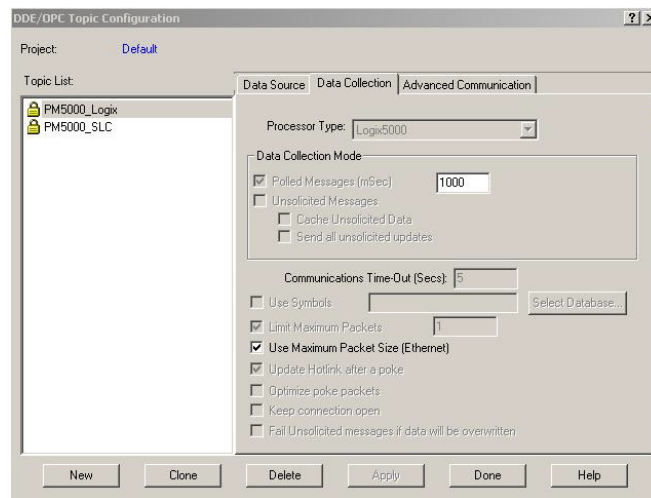 DDE/OPC Topic Configuration
Project: Default
Topic List:
PM5000_Logix
PM5000_SLC
Data Source Data Collection Advanced Communication
Processor Type: Logix5000
Data Collection Mode
Polled Messages (mSec) 1000
Unsolicited Messages
Cache Unsolicited Data
Send all unsolicited updates
Communications Time-Out (Secs): 5
Use Symbols Select Database...
Limit Maximum Packets 1
Use Maximum Packet Size (Ethernet)
Update Hotlink after a poke
Optimize poke packets
Keep connection open
Fail Unsolicited messages if data will be overwritten
New Clone Delete Apply Done Help